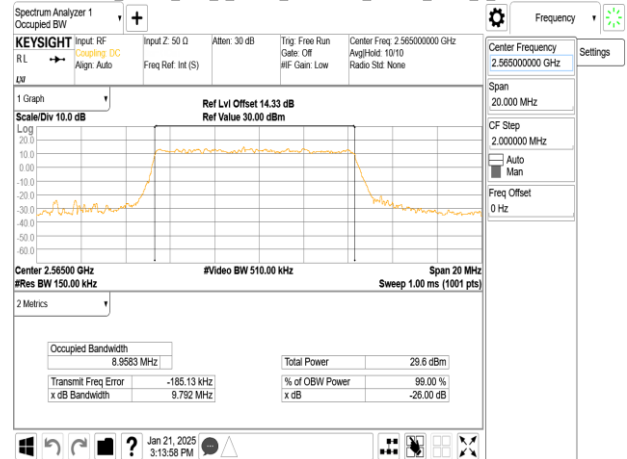 Spectrum Analyzer 1
Occupied BW
Frequency
KEYSIGHT
Input: RF
Coupling: DC
Align: Auto
Input Z: 50 Ω
Freq Ref: Int (S)
Atten: 30 dB
Trig: Free Run
Gate: Off
#IF Gain: Low
Center Freq: 2.565000000 GHz
Avg|Hold: 10/10
Radio Std: None
RL
LXI
Center Frequency
2.565000000 GHz
Settings
Span
20.000 MHz
CF Step
2.000000 MHz
Auto
Man
Freq Offset
0 Hz
1 Graph
Scale/Div 10.0 dB
Ref Lvl Offset 14.33 dB
Ref Value 30.00 dBm
Log
20.0
10.0
0.00
-10.0
-20.0
-30.0
-40.0
-50.0
-60.0
Center 2.56500 GHz
#Video BW 510.00 kHz
Span 20 MHz
#Res BW 150.00 kHz
Sweep 1.00 ms (1001 pts)
2 Metrics
Occupied Bandwidth
8.9583 MHz
Total Power 29.6 dBm
Transmit Freq Error -185.13 kHz
% of OBW Power 99.00 %
x dB Bandwidth 9.792 MHz
x dB -26.00 dB
Jan 21, 2025
3:13:58 PM